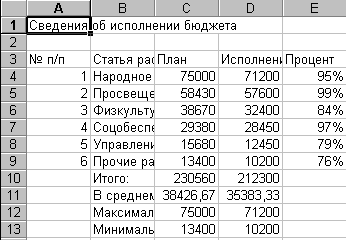 A B C D E
1 Сведения об исполнении бюджета
2
3 № п/п Статья рас План Исполнени Процент
4 1 Народное 75000 71200 95%
5 2 Просвеще 58430 57600 99%
6 3 Физкульту 38670 32400 84%
7 4 Соцобеспе 29380 28450 97%
8 5 Управлени 15680 12450 79%
9 6 Прочие ра 13400 10200 76%
10 Итого: 230560 212300
11 В среднем 38426,67 35383,33
12 Максимал 75000 71200
13 Минималь 13400 10200